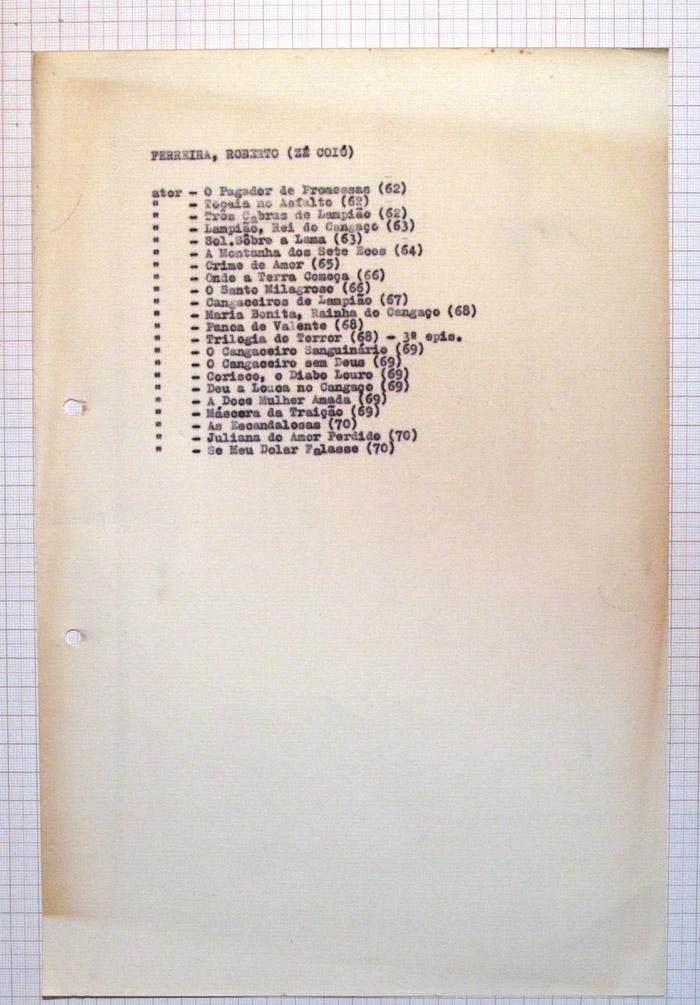 FERREIRA, ROBERTO (ZÉ COIÓ)
ator - O Pagador de Promessas (62)
" - Tocaia no Asfalto (62)
" - Três Cabras de Lampião (62)
" - Lampião, Rei do Cangaço (63)
" - Sol.Sôbre a Lama (63)
" - A Montanha dos Sete Ecos (64)
" - Crime de Amor (65)
" - Onde a Terra Começa (66)
" - O Santo Milagroso (66)
" - Cangaceiros de Lampião (67)
" - Maria Bonita, Rainha do Cangaço (68)
" - Panca de Valente (68)
" - Trilogia do Terror (68) - 3º epis.
" - O Cangaceiro Sanguinário (69)
" - O Cangaceiro sem Deus (69)
" - Corisco, o Diabo Louro (69)
" - Deu a Louca no Cangaço (69)
" - A Doce Mulher Amada (69)
" - Máscara da Traição (69)
" - As Escandalosas (70)
" - Juliana do Amor Perdido (70)
" - Se Meu Dolar Falasse (70)